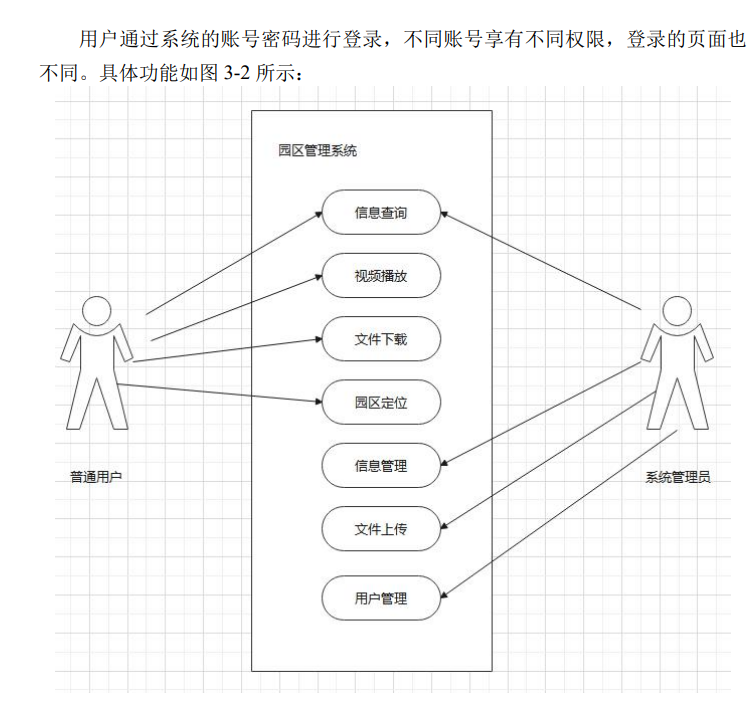 用户通过系统的账号密码进行登录，不同账号享有不同权限，登录的页面也
不同。具体功能如图 3-2 所示：
园区管理系统
信息查询
视频播放
文件下载
园区定位
信息管理
文件上传
用户管理
普通用户
系统管理员